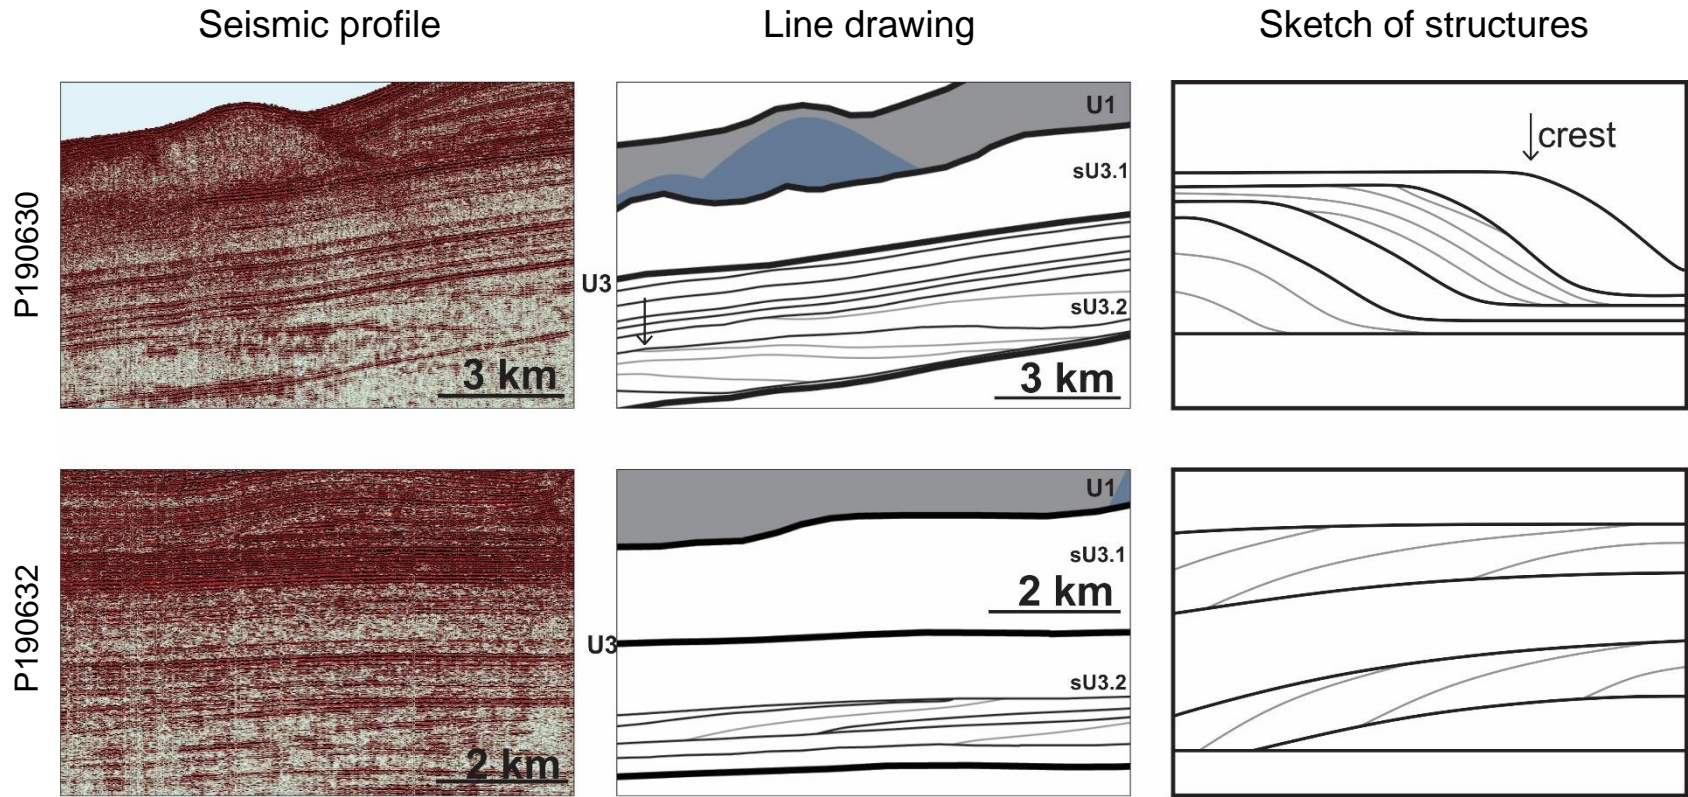 Seismic profile
Line drawing
Sketch of structures
P190630
3 km
U1
sU3.1
U3
sU3.2
3 km
crest
P190632
2 km
U1
sU3.1
2 km
U3
sU3.2